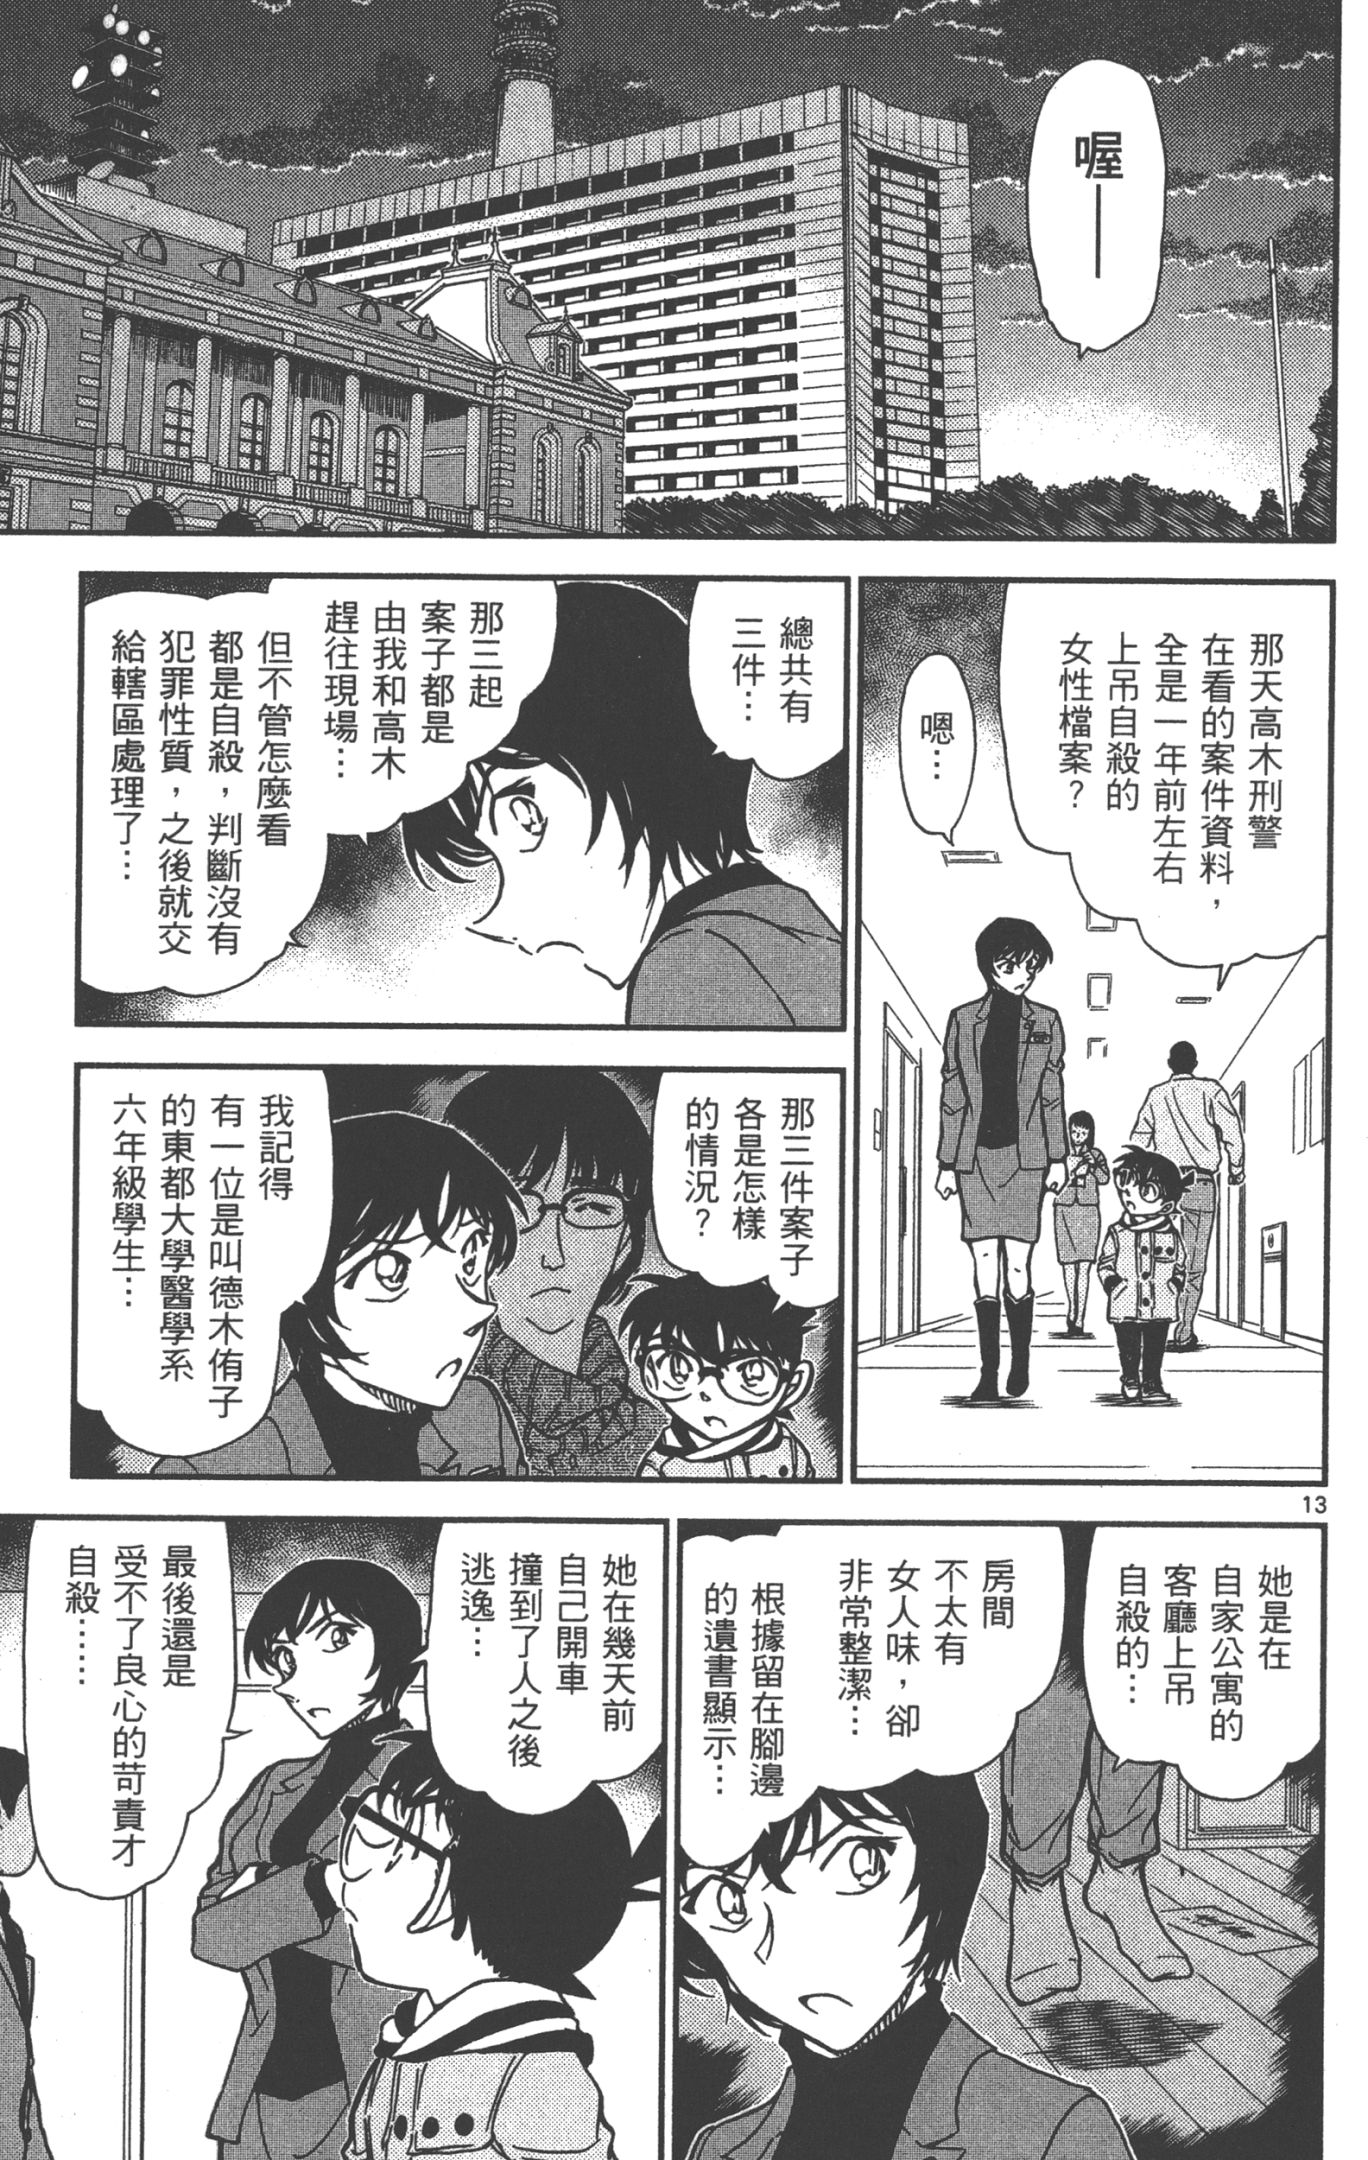 喔——
那天高木刑警
在看的案件資料，
全是一年前左右
上吊自殺的
女性檔案？
嗯…
總共有
三件…
那三起
案子都是
由我和高木
趕往現場…
但不管怎麼看
都是自殺，判斷沒有
犯罪性質，之後就交
給轄區處理了…
那三件案子
各是怎樣
的情況？
我記得
有一位是叫德木侑子
的東都大學醫學系
六年級學生…
13
她是在
自家公寓的
客廳上吊
自殺的…
房間
不太有
女人味，卻
非常整潔…
根據留在腳邊
的遺書顯示…
她在幾天前
自己開車
撞到了人之後
逃逸…
最後還是
受不了良心的苛責才
自殺……